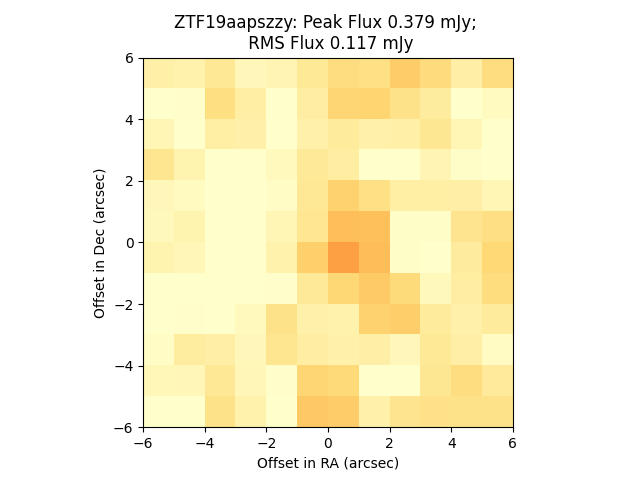 ZTF19aapszzy: Peak Flux 0.379 mJy;
RMS Flux 0.117 mJy
6
4
2
0
−2
−4
−6
Offset in Dec (arcsec)
−6 −4 −2 0 2 4 6
Offset in RA (arcsec)